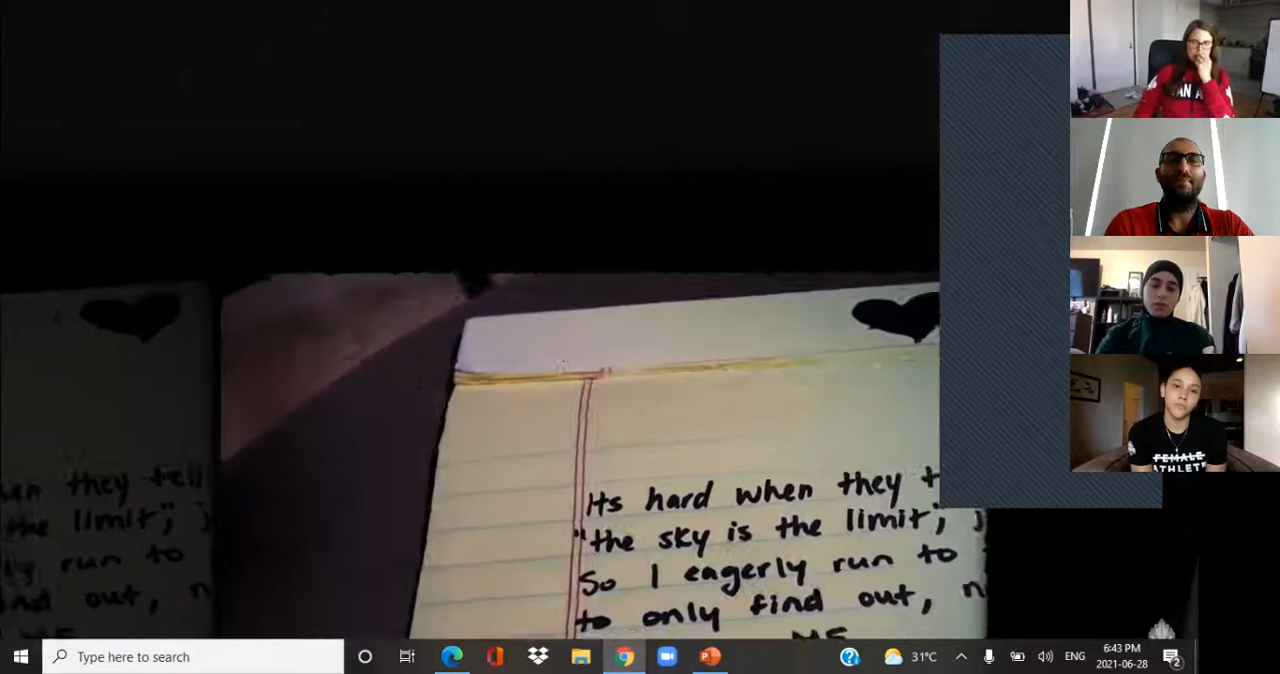 AN A
FEMALE
ATHLETE
Its hard when they
"the sky is the limit",
So I eagerly run to
to only find out,
they tell
the limit",
run to
out,
Type here to search
31°C
ENG
6:43 PM
2021-06-28
2